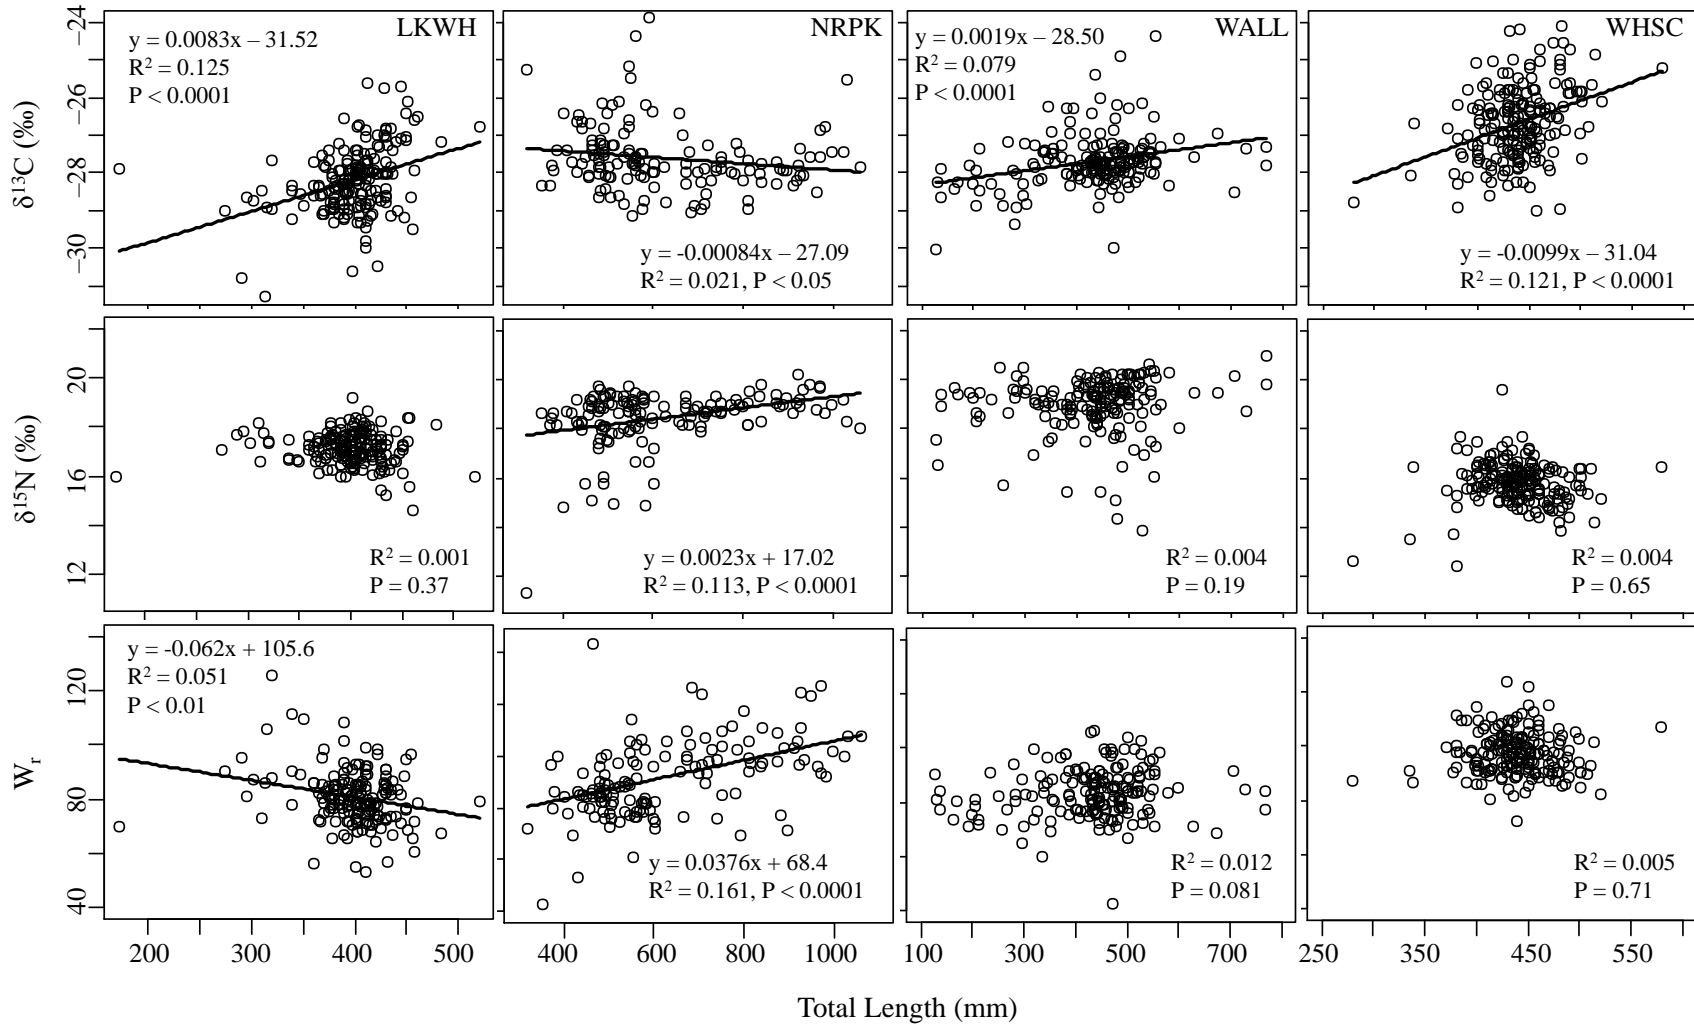 LKWH
y = 0.0083x – 31.52
R² = 0.125
P < 0.0001
NRPK
y = -0.00084x – 27.09
R² = 0.021, P < 0.05
WALL
y = 0.0019x – 28.50
R² = 0.079
P < 0.0001
WHSC
y = -0.0099x – 31.04
R² = 0.121, P < 0.0001
δ¹³C (‰)
−24
−26
−28
−30
R² = 0.001
P = 0.37
y = 0.0023x + 17.02
R² = 0.113, P < 0.0001
R² = 0.004
P = 0.19
R² = 0.004
P = 0.65
δ¹⁵N (‰)
20
16
12
y = -0.062x + 105.6
R² = 0.051
P < 0.01
y = 0.0376x + 68.4
R² = 0.161, P < 0.0001
R² = 0.012
P = 0.081
R² = 0.005
P = 0.71
Wᵣ
120
80
40
200 300 400 500
400 600 800 1000
100 300 500 700
250 350 450 550
Total Length (mm)